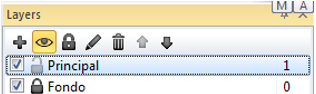 M A
Layers
Principal 1
Fondo 0